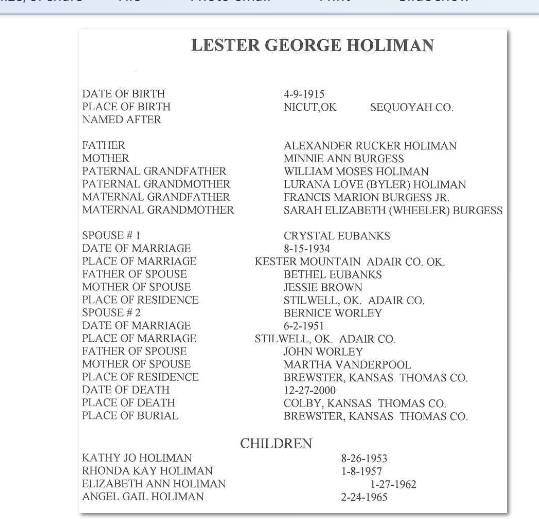 LESTER GEORGE HOLIMAN
DATE OF BIRTH 4-9-1915
PLACE OF BIRTH NICUT,OK SEQUOYAH CO.
NAMED AFTER
FATHER ALEXANDER RUCKER HOLIMAN
MOTHER MINNIE ANN BURGESS
PATERNAL GRANDFATHER WILLIAM MOSES HOLIMAN
PATERNAL GRANDMOTHER LURANA LOVE (BYLER) HOLIMAN
MATERNAL GRANDFATHER FRANCIS MARION BURGESS JR.
MATERNAL GRANDMOTHER SARAH ELIZABETH (WHEELER) BURGESS
SPOUSE # 1 CRYSTAL EUBANKS
DATE OF MARRIAGE 8-15-1934
PLACE OF MARRIAGE KESTER MOUNTAIN ADAIR CO. OK.
FATHER OF SPOUSE BETHEL EUBANKS
MOTHER OF SPOUSE JESSIE BROWN
PLACE OF RESIDENCE STILWELL, OK. ADAIR CO.
SPOUSE # 2 BERNICE WORLEY
DATE OF MARRIAGE 6-2-1951
PLACE OF MARRIAGE STILWELL, OK. ADAIR CO.
FATHER OF SPOUSE JOHN WORLEY
MOTHER OF SPOUSE MARTHA VANDERPOOL
PLACE OF RESIDENCE BREWSTER, KANSAS THOMAS CO.
DATE OF DEATH 12-27-2000
PLACE OF DEATH COLBY, KANSAS THOMAS CO.
PLACE OF BURIAL BREWSTER, KANSAS THOMAS CO.
CHILDREN
KATHY JO HOLIMAN 8-26-1953
RHONDA KAY HOLIMAN 1-8-1957
ELIZABETH ANN HOLIMAN 1-27-1962
ANGEL GAIL HOLIMAN 2-24-1965